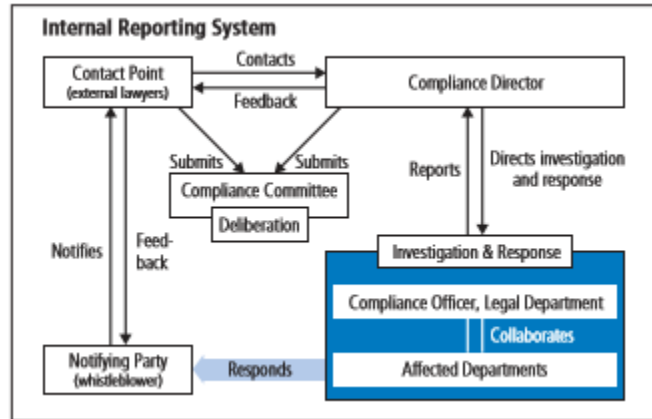 Internal Reporting System
Contact Point
(external lawyers)
Contacts
Feedback
Compliance Director
Submits
Submits
Compliance Committee
Deliberation
Reports
Directs investigation
and response
Notifies
Feed-
back
Investigation & Response
Compliance Officer, Legal Department
Collaborates
Affected Departments
Notifying Party
(whistleblower)
Responds